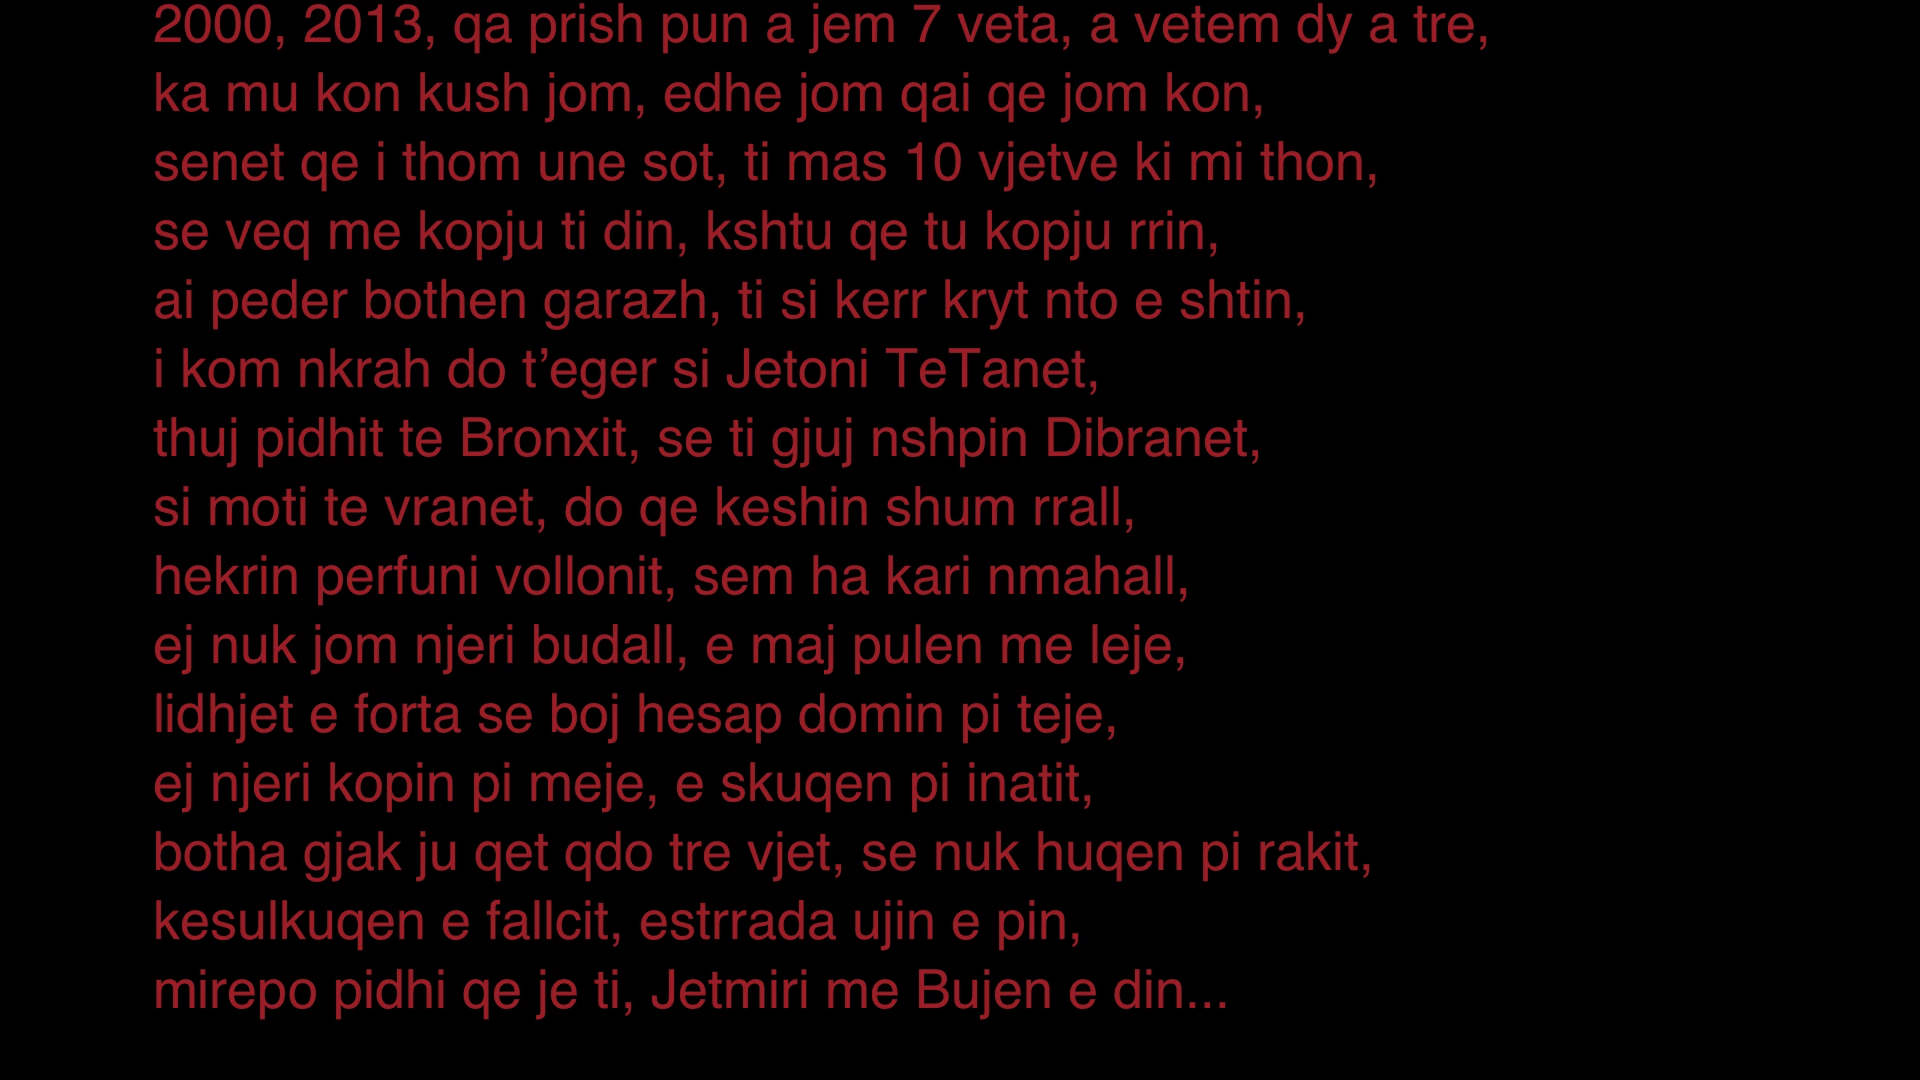 2000, 2013, qa prish pun a jem 7 veta, a vetem dy a tre,
ka mu kon kush jom, edhe jom qai qe jom kon,
senet qe i thom une sot, ti mas 10 vjetve ki mi thon,
se veq me kopju ti din, kshtu qe tu kopju rrin,
ai peder bothen garazh, ti si kerr kryt nto e shtin,
i kom nkrah do t’eger si Jetoni TeTanet,
thuj pidhit te Bronxit, se ti gjuj nshpin Dibranet,
si moti te vranet, do qe keshin shum rrall,
hekrin perfuni vollonit, sem ha kari nmahall,
ej nuk jom njeri budall, e maj pulen me leje,
lidhjet e forta se boj hesap domin pi teje,
ej njeri kopin pi meje, e skuqen pi inatit,
botha gjak ju qet qdo tre vjet, se nuk huqen pi rakit,
kesulkuqen e fallcit, estrrada ujin e pin,
mirepo pidhi qe je ti, Jetmiri me Bujen e din...